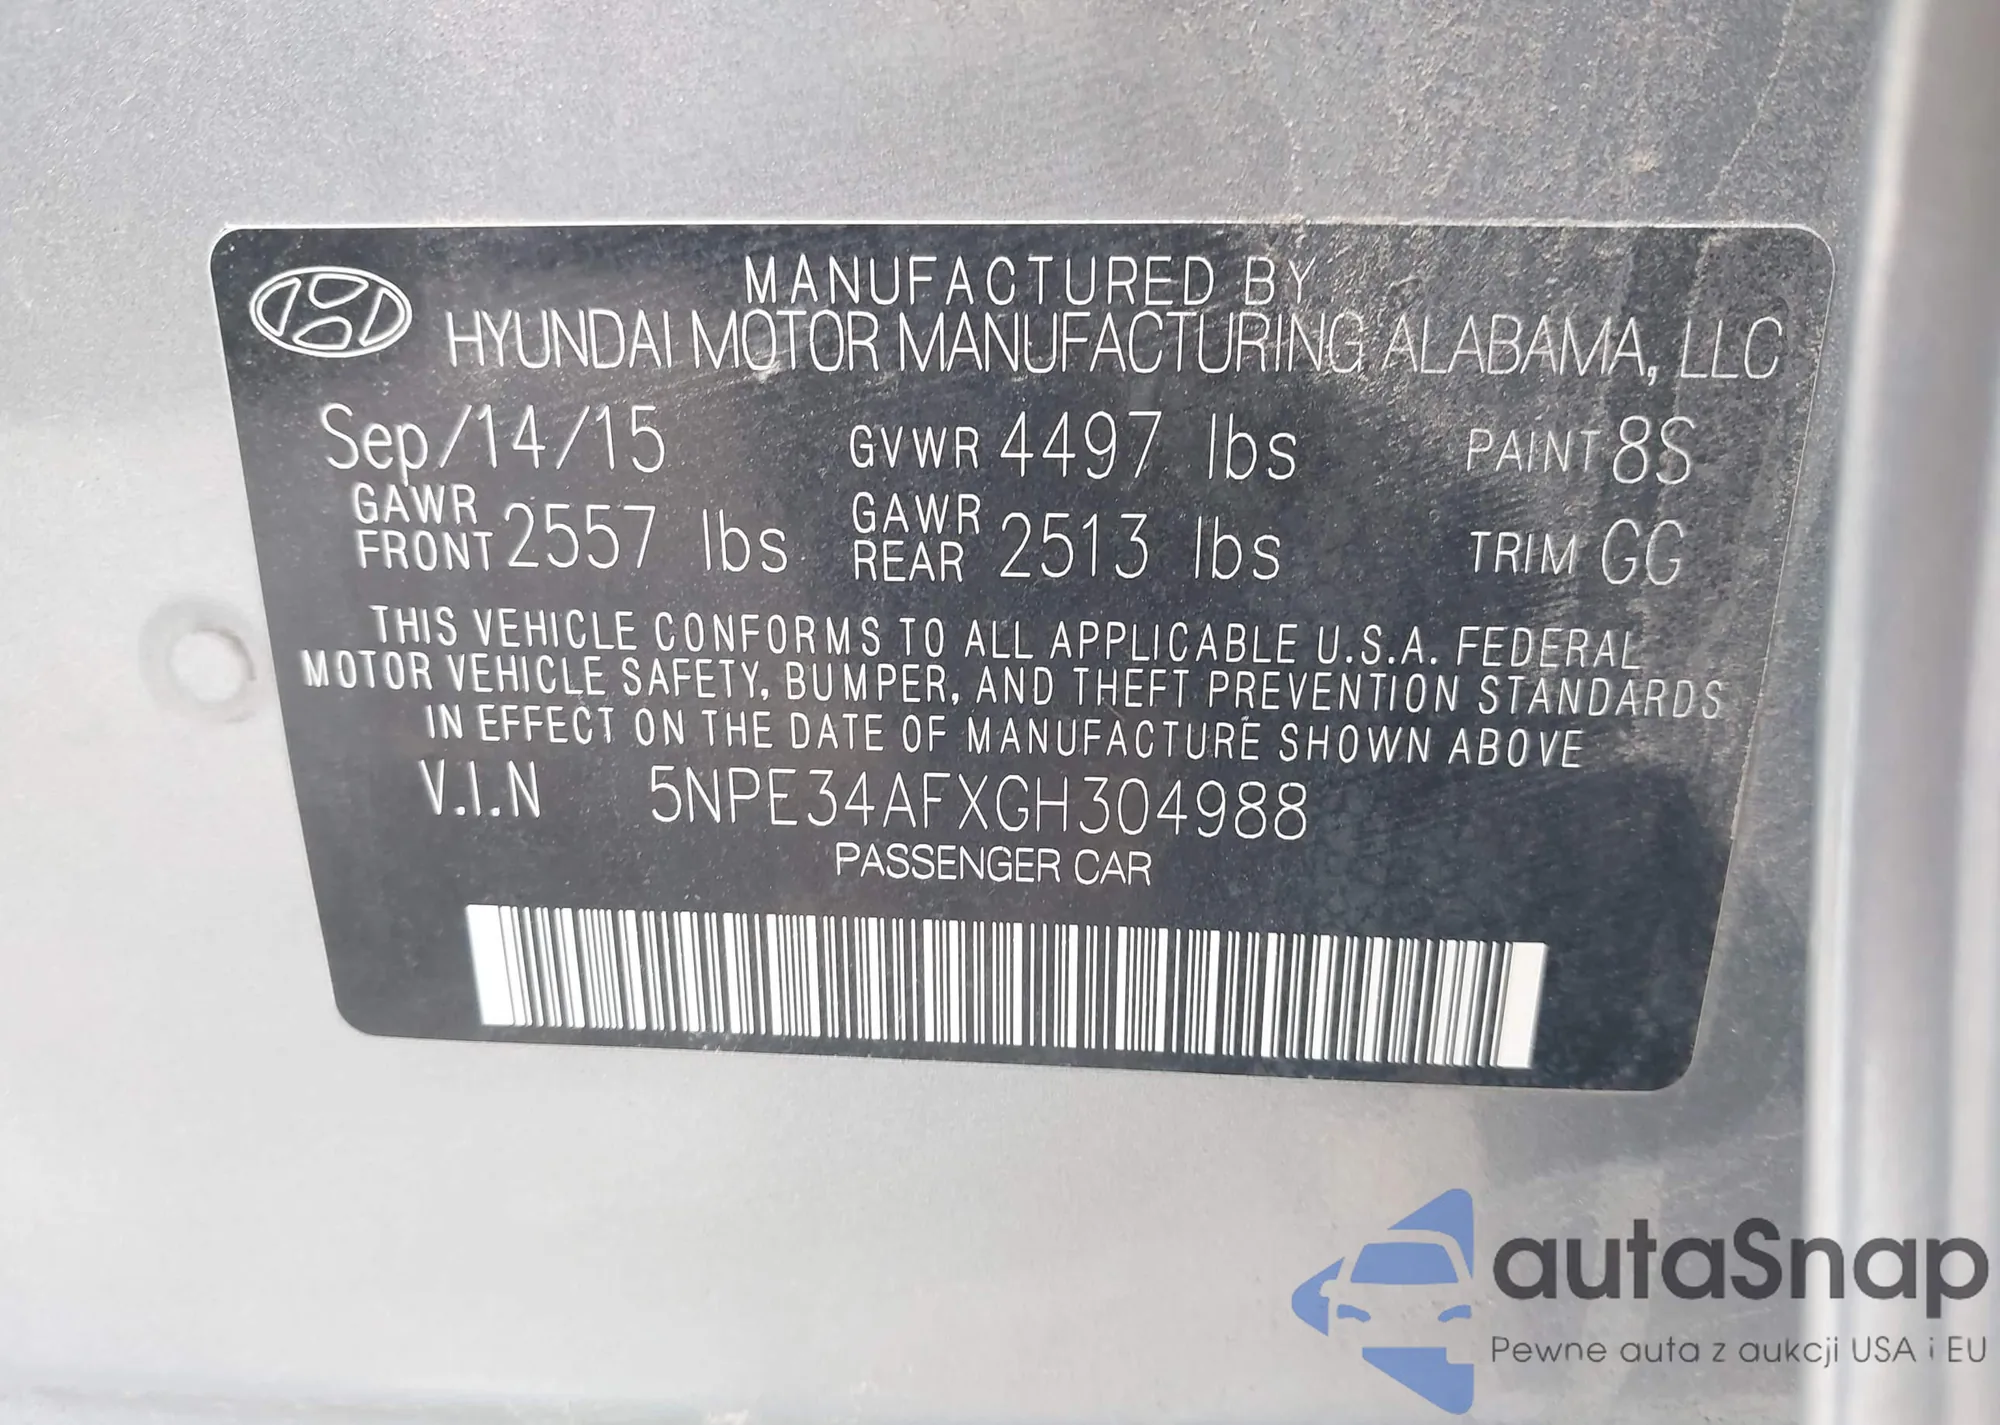 MANUFACTURED BY
HYUNDAI MOTOR MANUFACTURING ALABAMA, LLC
Sep/14/15 GVWR 4497 lbs PAINT 8S
GAWR FRONT 2557 lbs GAWR REAR 2513 lbs TRIM GG
THIS VEHICLE CONFORMS TO ALL APPLICABLE U.S.A. FEDERAL
MOTOR VEHICLE SAFETY, BUMPER, AND THEFT PREVENTION STANDARDS
IN EFFECT ON THE DATE OF MANUFACTURE SHOWN ABOVE
V.I.N 5NPE34AFXGH304988
PASSENGER CAR
autaSnap
Pewne auta z aukcji USA i EU